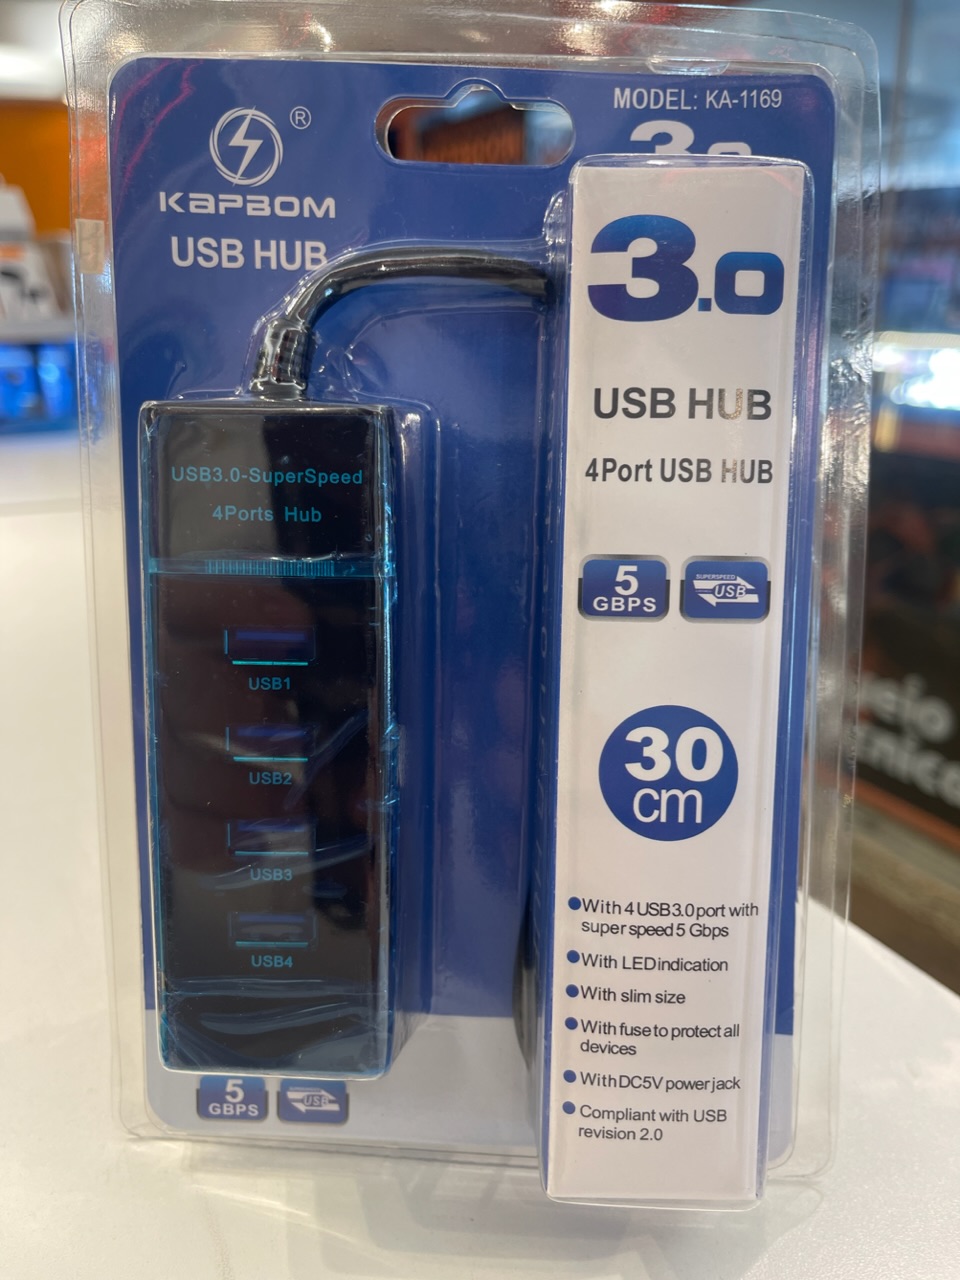 MODEL: KA-1169
®
KAPBOM
USB HUB
3.0
USB HUB
4Port USB HUB
5
GBPS
SUPERSPEED
USB
30
cm
With 4 USB3.0 port with
super speed 5 Gbps
With LED indication
With slim size
With fuse to protect all
devices
With DC5V power jack
Compliant with USB
revision 2.0
USB3.0-SuperSpeed
4Ports Hub
USB1
USB2
USB3
USB4
5
GBPS
USB